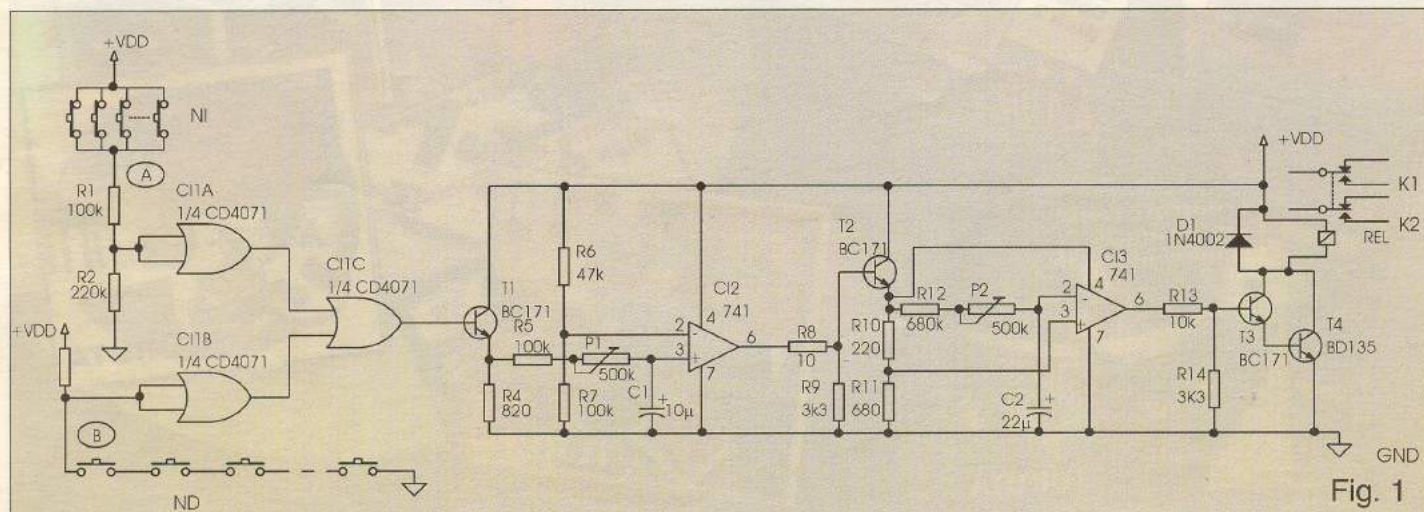 +VDD
NI
A
R1
100k
CI1A
1/4 CD4071
R2
220k
CI1C
1/4 CD4071
+VDD
CI1B
1/4 CD4071
B
ND
T1
BC171
R5
100k
R4
820
R6
47k
P1
500k
R7
100k
C1
+
10µ
CI2
741
2
-
4
3
+
6
7
R8
10
R9
3k3
T2
BC171
R12
680k
P2
500k
R10
220
R11
680
C2
+
22µ
CI3
741
4
2
-
3
+
6
7
R13
10k
R14
3K3
T3
BC171
T4
BD135
D1
1N4002
+VDD
K1
K2
REL
GND
Fig. 1